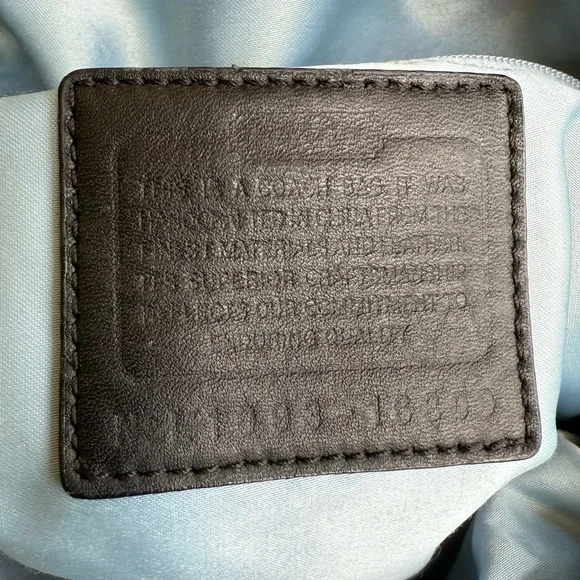 THIS IS A COACH BAG. IT WAS
HANDCRAFTED IN CHINA FROM THE
FINEST MATERIALS AND LEATHER.
ITS SUPERIOR CRAFTSMANSHIP
REFLECTS OUR COMMITMENT TO
ENDURING QUALITY